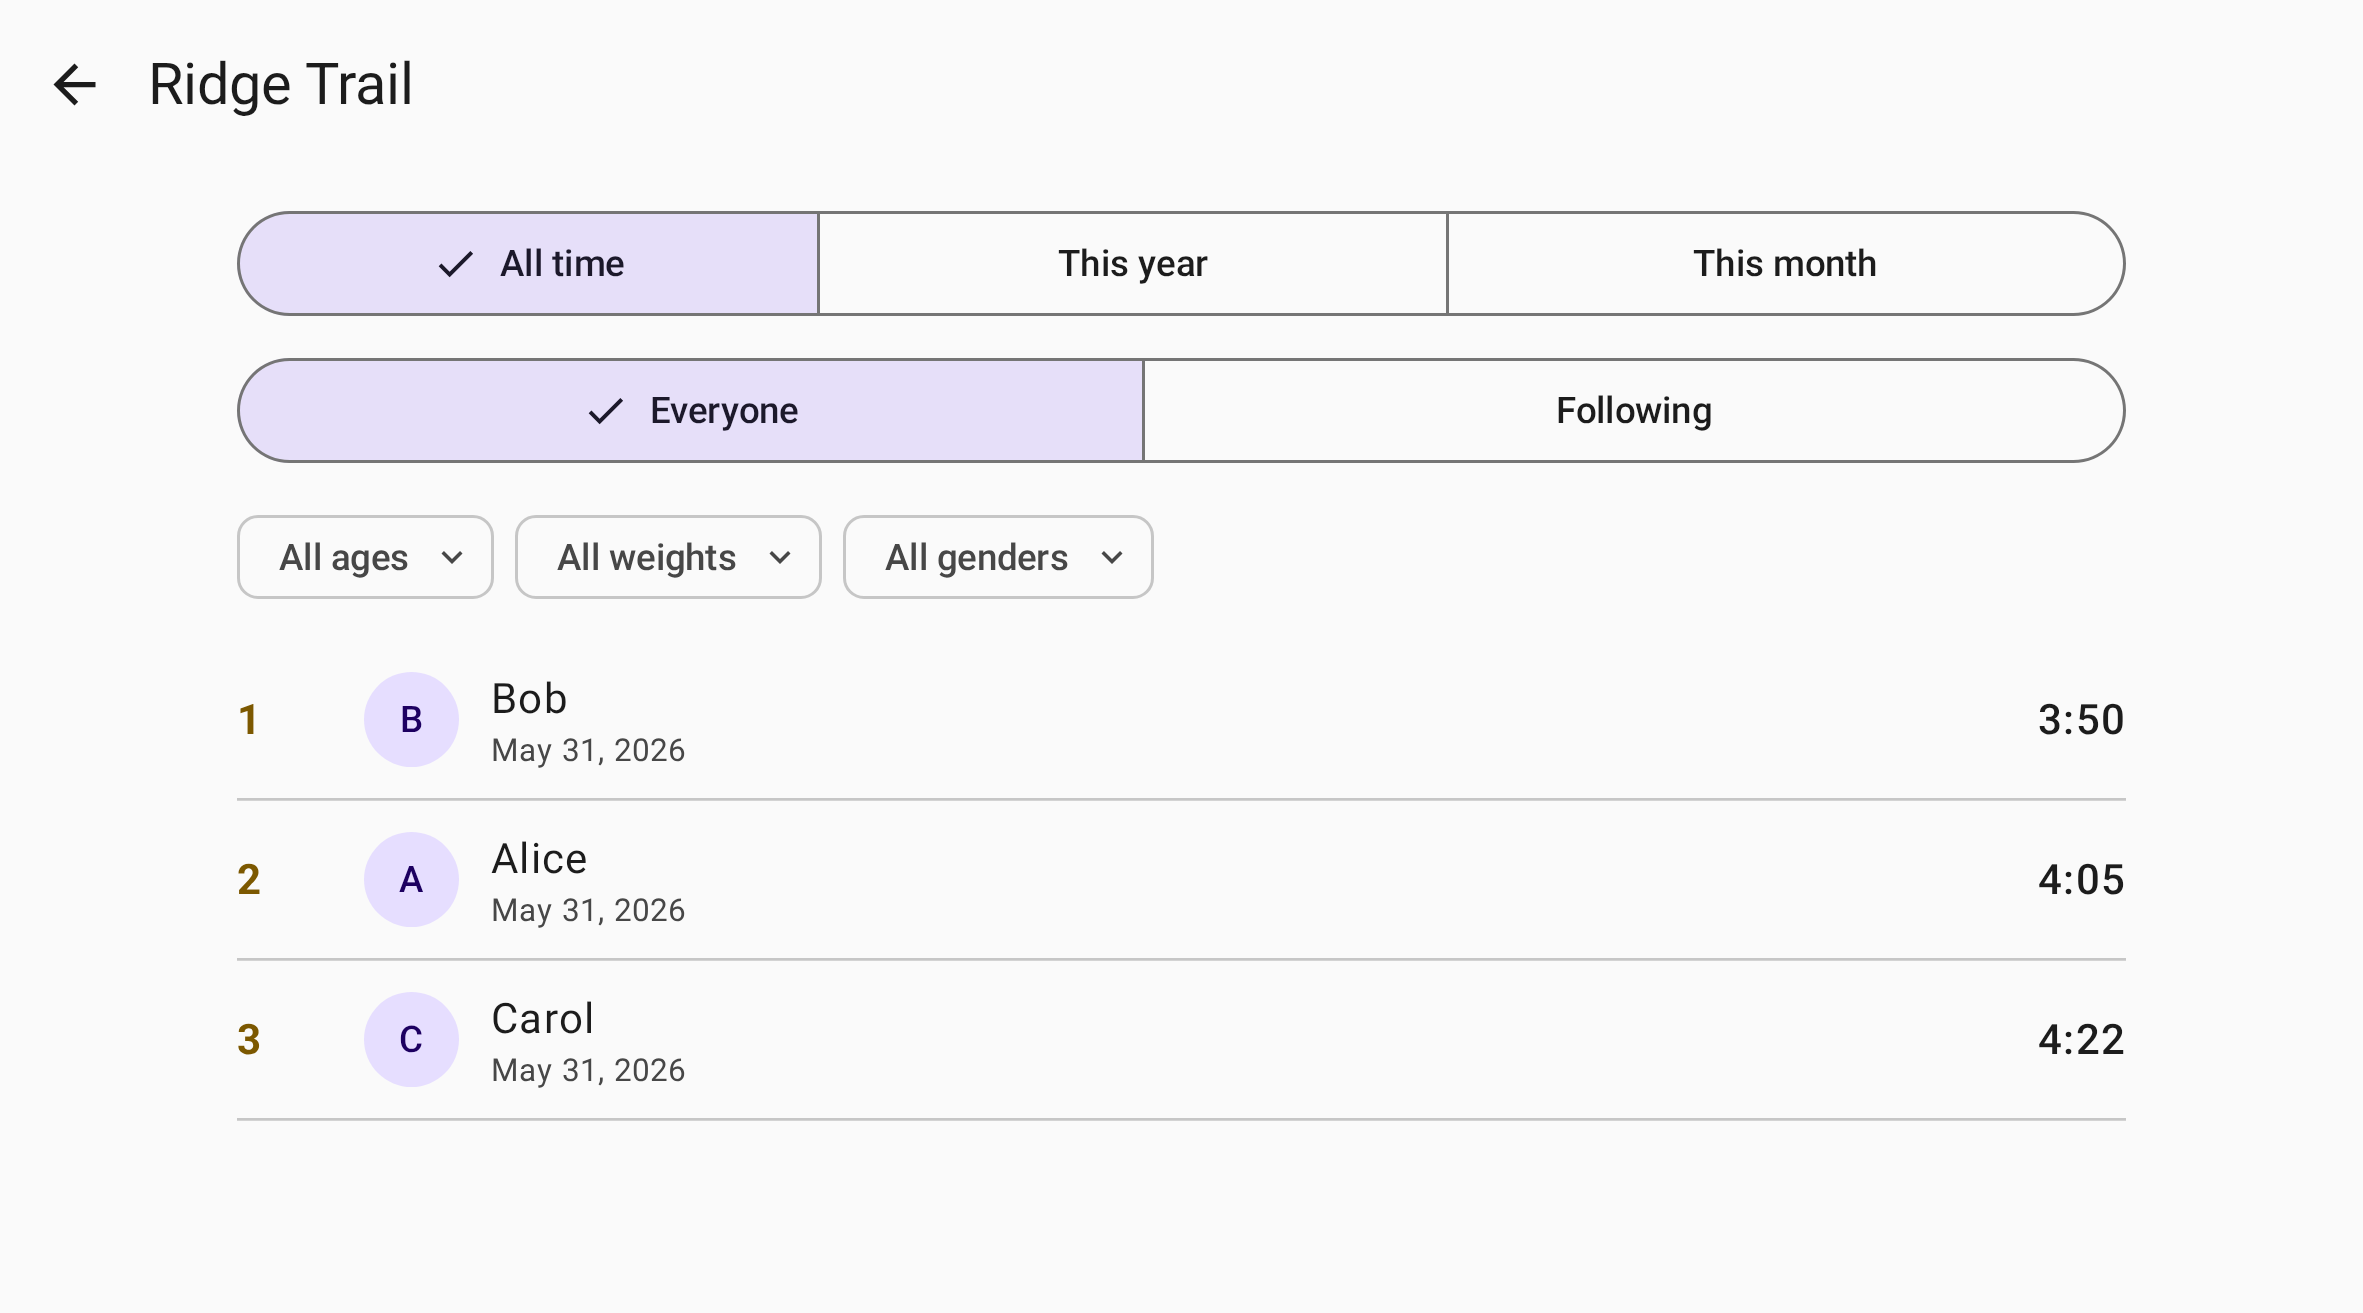 Ridge Trail
All time This year This month
Everyone Following
All ages All weights All genders
1 B Bob 3:50
May 31, 2026
2 A Alice 4:05
May 31, 2026
3 C Carol 4:22
May 31, 2026